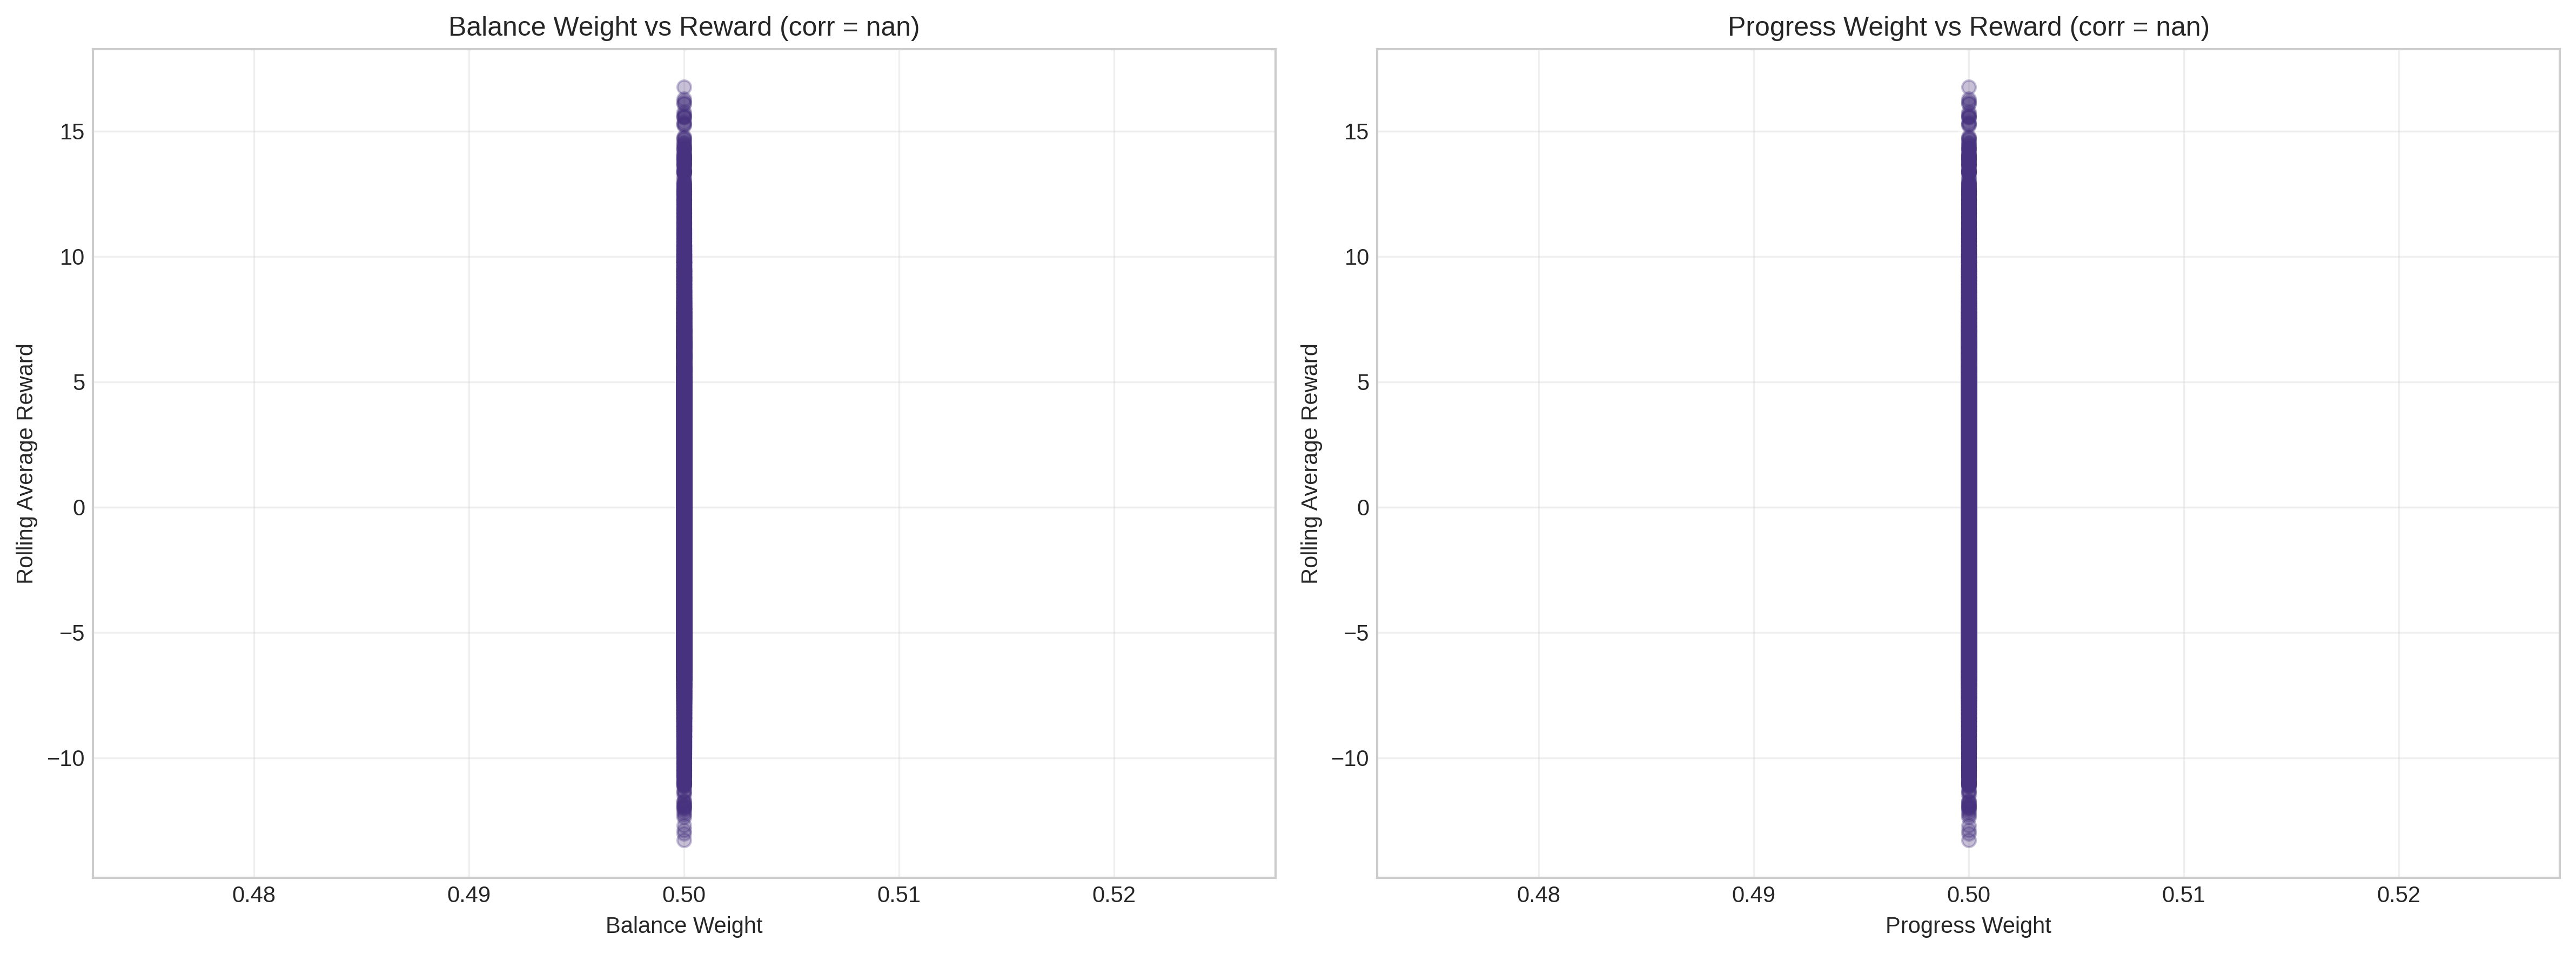 Balance Weight vs Reward (corr = nan)
Rolling Average Reward
15
10
5
0
−5
−10
0.48 0.49 0.50 0.51 0.52
Balance Weight
Progress Weight vs Reward (corr = nan)
Rolling Average Reward
15
10
5
0
−5
−10
0.48 0.49 0.50 0.51 0.52
Progress Weight